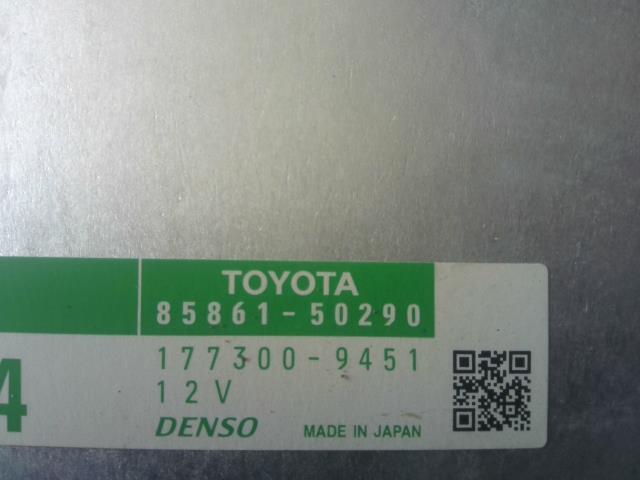 TOYOTA
85861-50290
177300-9451
12V
4
DENSO MADE IN JAPAN